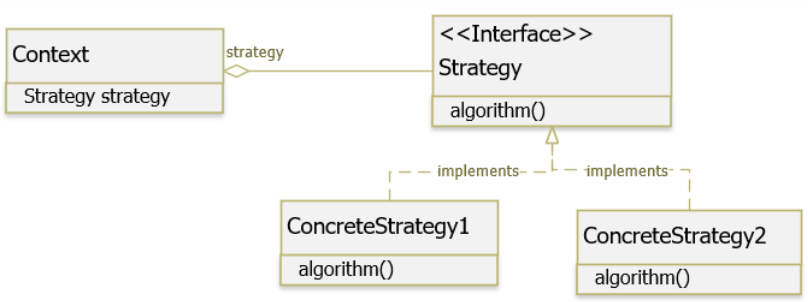 Context
Strategy strategy
strategy
<<Interface>>
Strategy
algorithm()
implements
implements
ConcreteStrategy1
algorithm()
ConcreteStrategy2
algorithm()